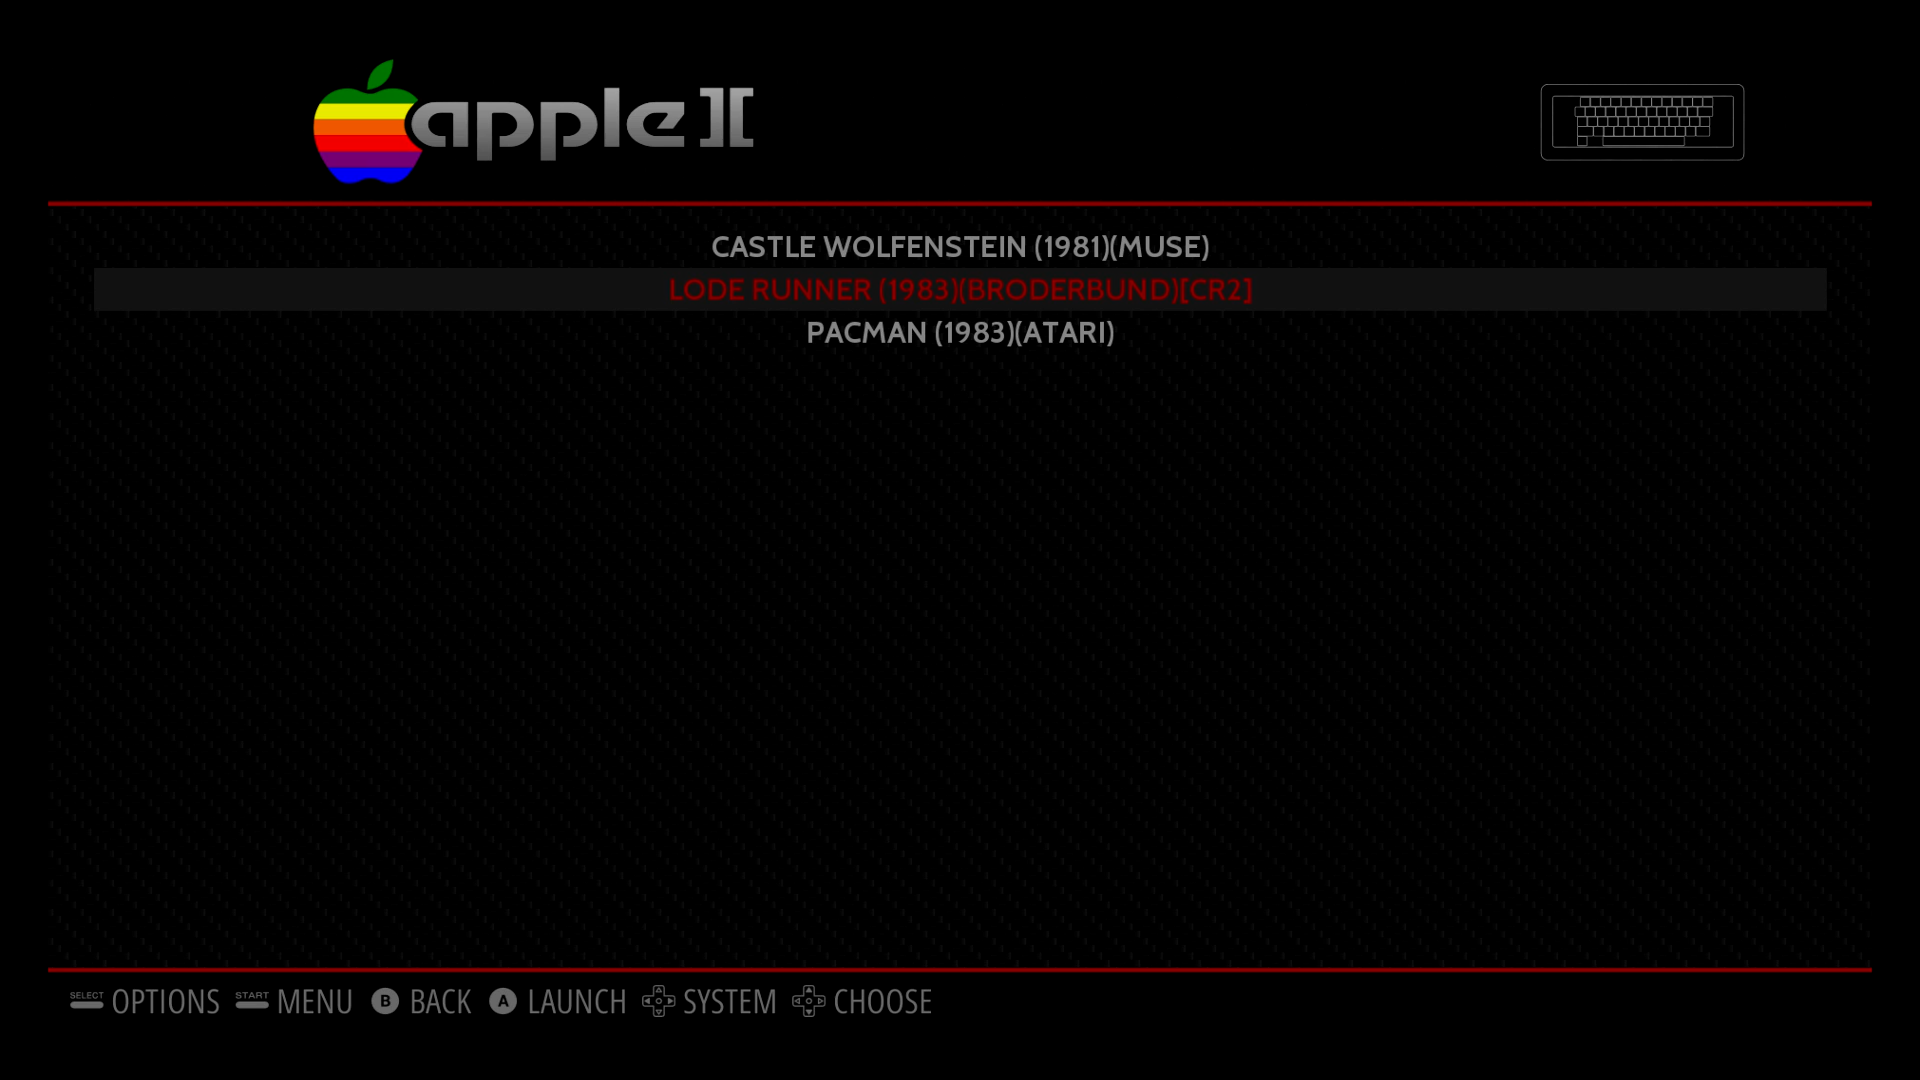 apple ][
CASTLE WOLFENSTEIN (1981)(MUSE)
LODE RUNNER (1983)(BRODERBUND)[CR2]
PACMAN (1983)(ATARI)
SELECT OPTIONS START MENU B BACK A LAUNCH SYSTEM CHOOSE